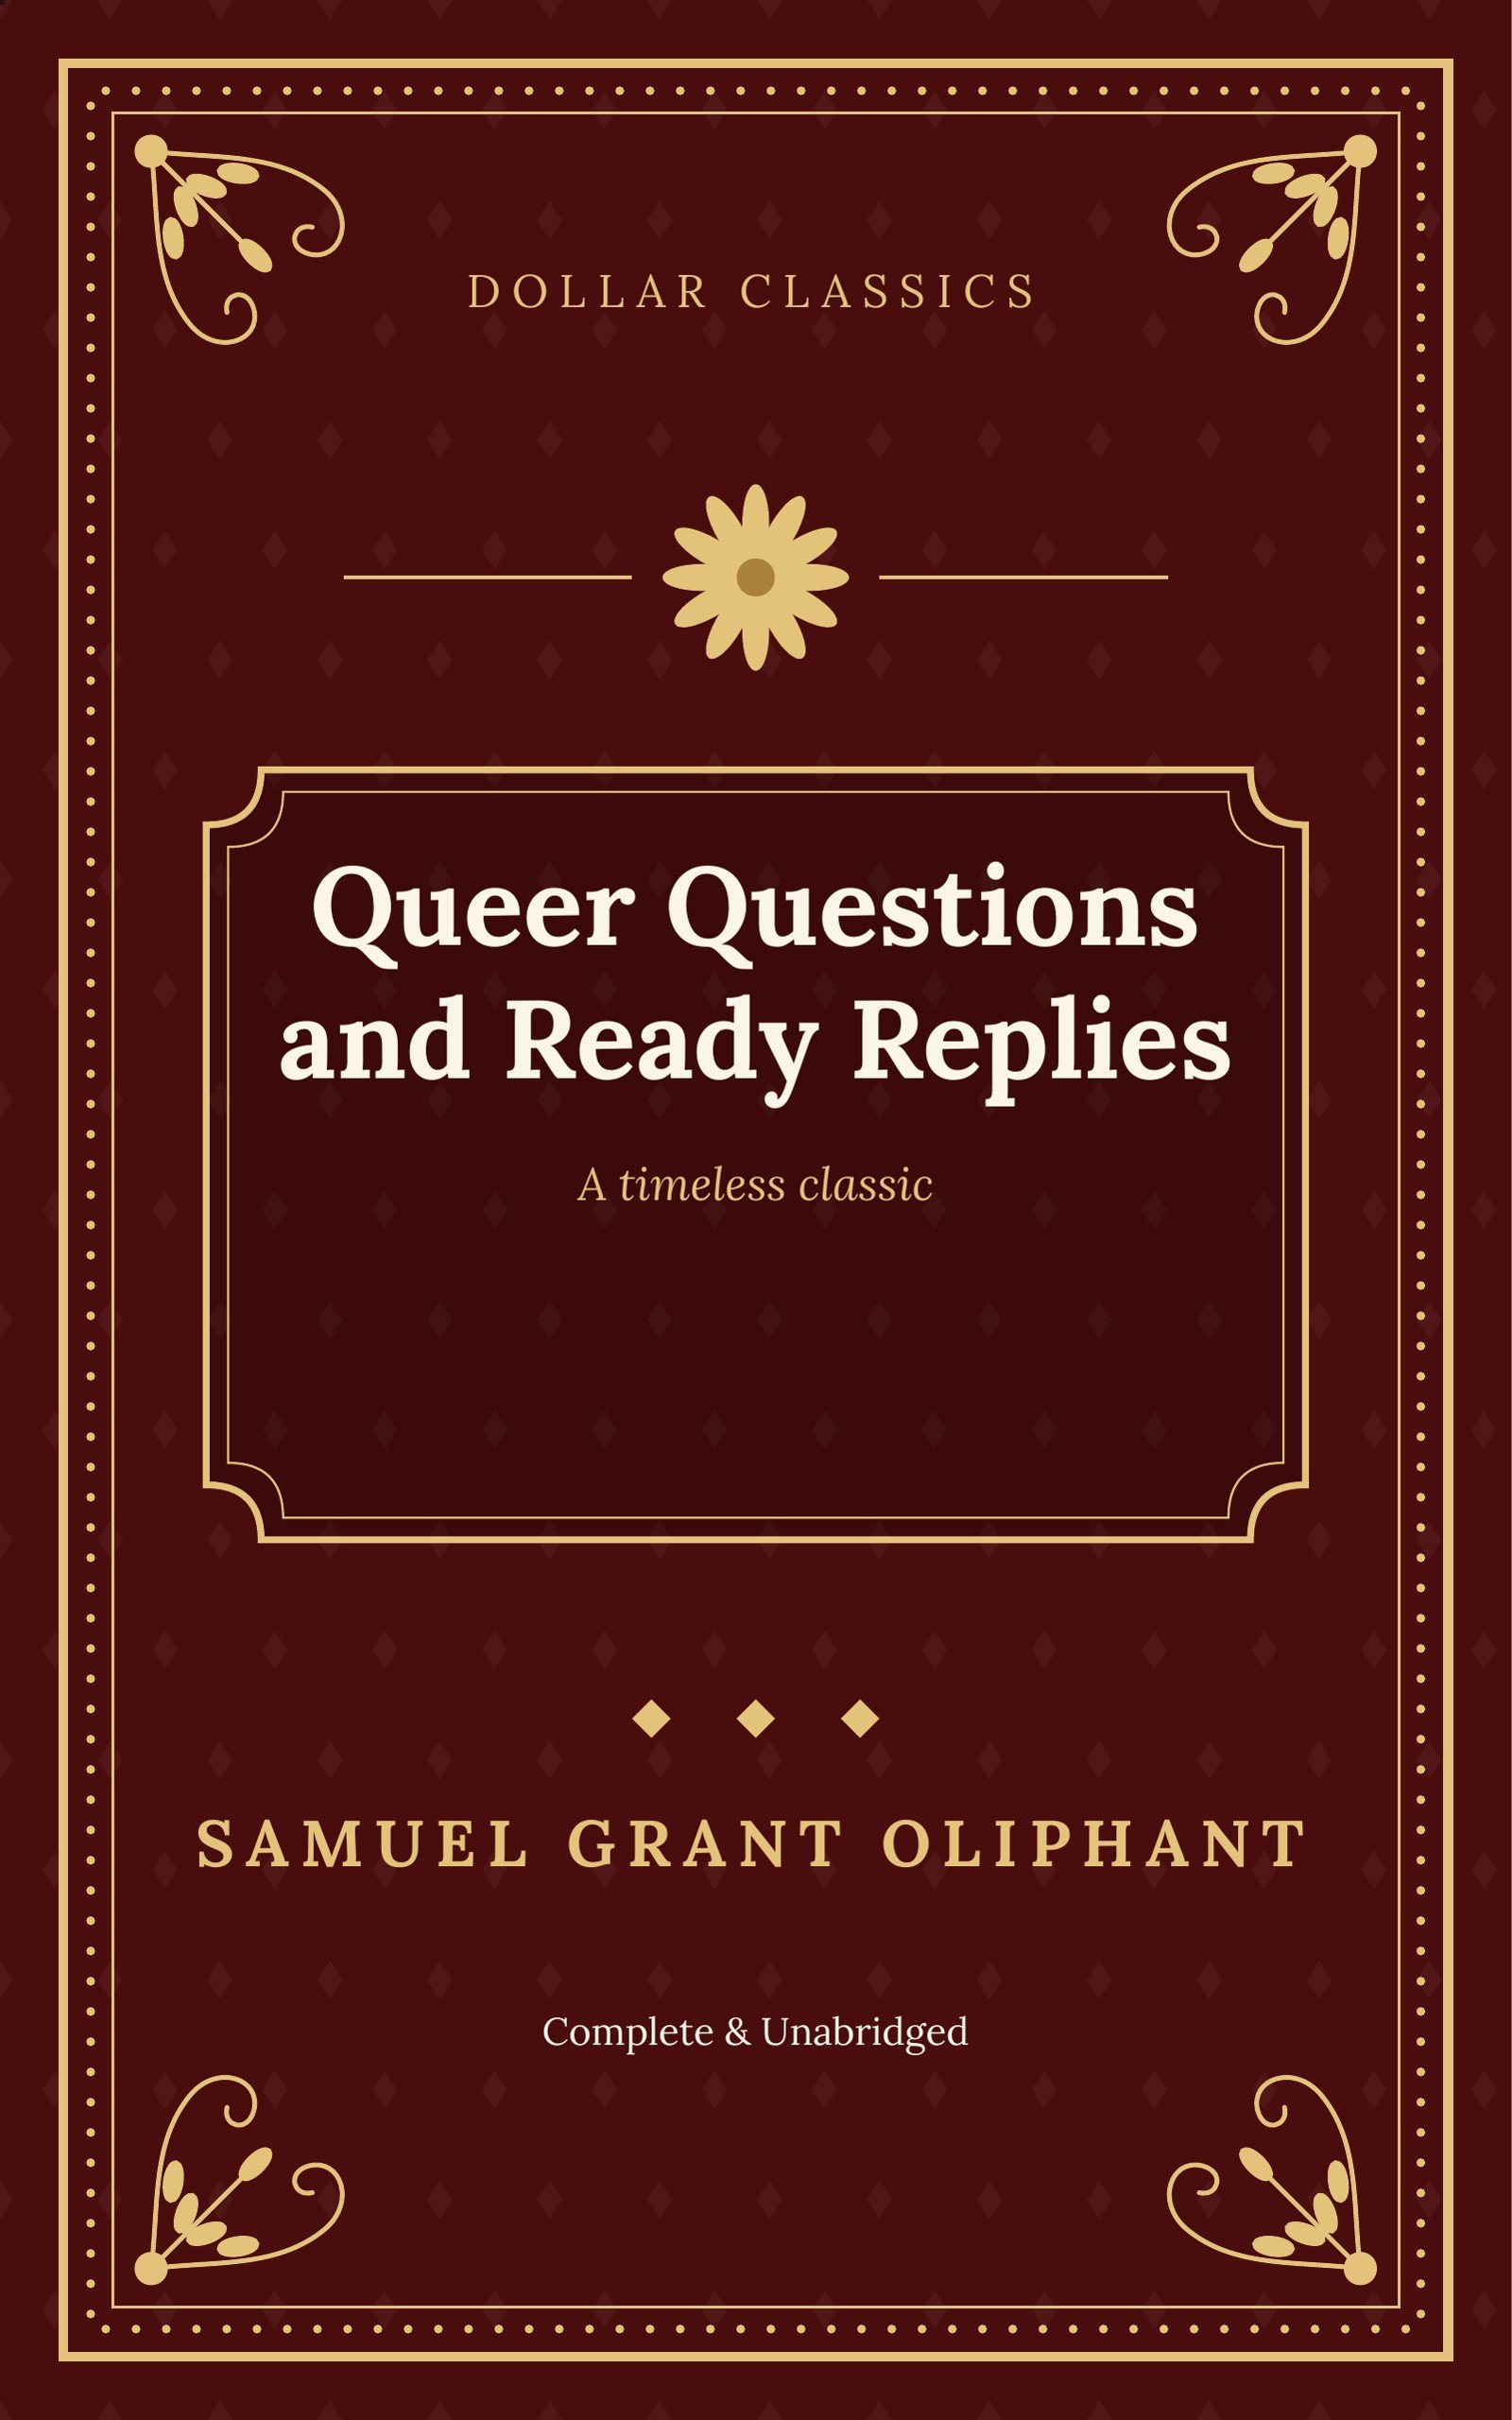 DOLLAR CLASSICS
Queer Questions
and Ready Replies
A timeless classic
SAMUEL GRANT OLIPHANT
Complete & Unabridged